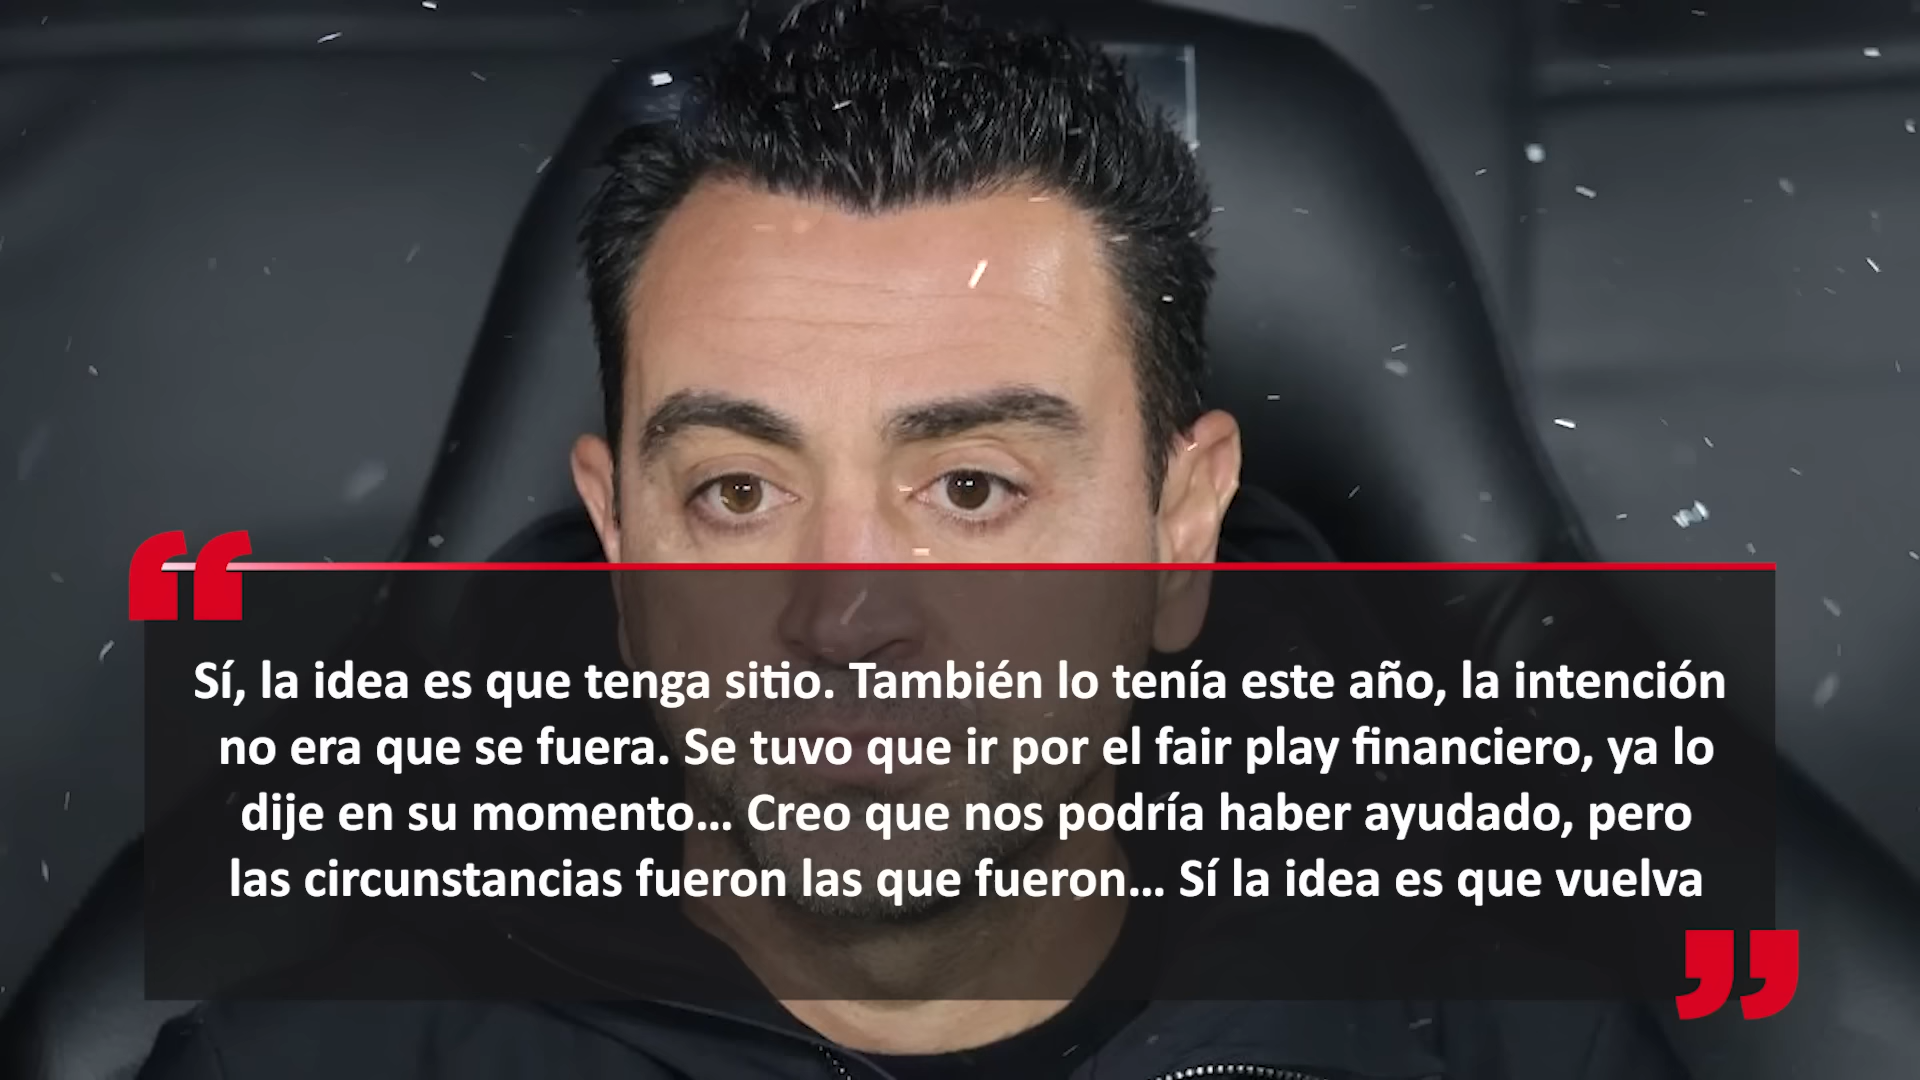 Sí, la idea es que tenga sitio. También lo tenía este año, la intención
no era que se fuera. Se tuvo que ir por el fair play financiero, ya lo
dije en su momento... Creo que nos podría haber ayudado, pero
las circunstancias fueron las que fueron... Sí la idea es que vuelva